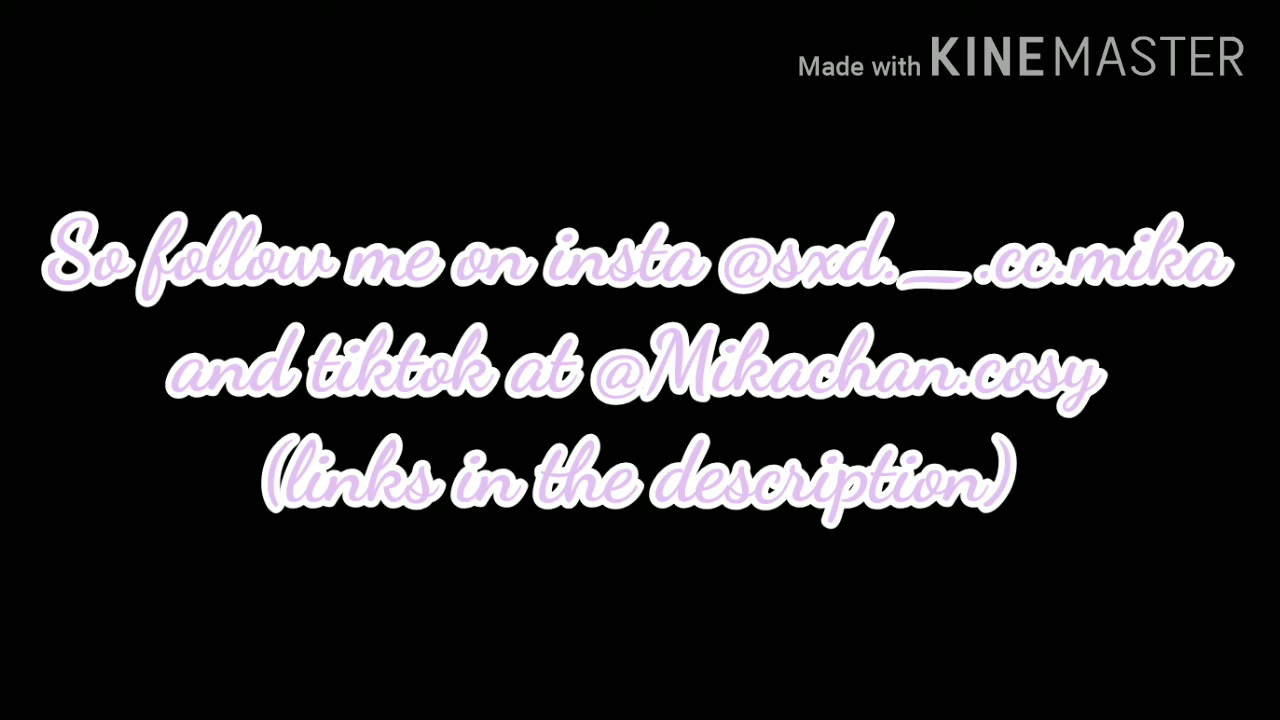 Made with KINEMASTER
So follow me on insta @sxd._.cc.mika
and tiktok at @Mikachan.cosy
(links in the description)